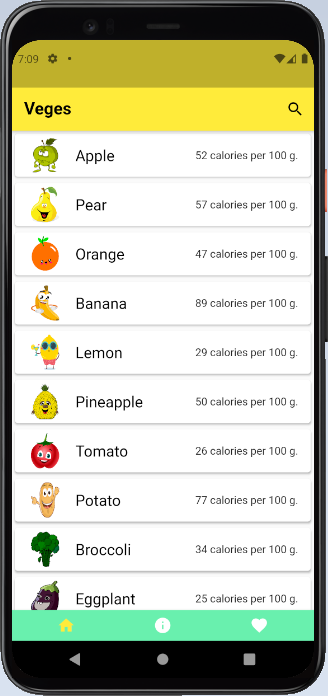 7:09
Veges
Apple 52 calories per 100 g.
Pear 57 calories per 100 g.
Orange 47 calories per 100 g.
Banana 89 calories per 100 g.
Lemon 29 calories per 100 g.
Pineapple 50 calories per 100 g.
Tomato 26 calories per 100 g.
Potato 77 calories per 100 g.
Broccoli 34 calories per 100 g.
Eggplant 25 calories per 100 g.